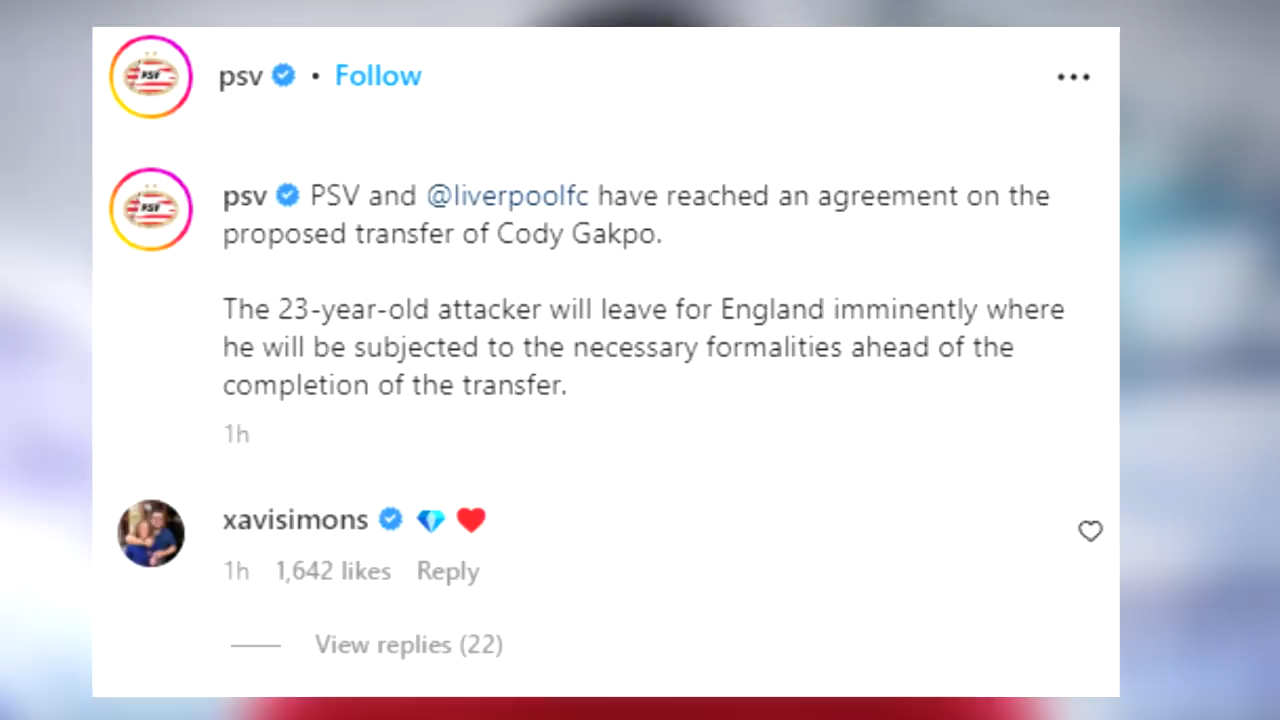 PSV
psv • Follow
PSV
psv PSV and @liverpoolfc have reached an agreement on the
proposed transfer of Cody Gakpo.
The 23-year-old attacker will leave for England imminently where
he will be subjected to the necessary formalities ahead of the
completion of the transfer.
1h
xavisimons 💎 ❤️
1h 1,642 likes Reply
View replies (22)